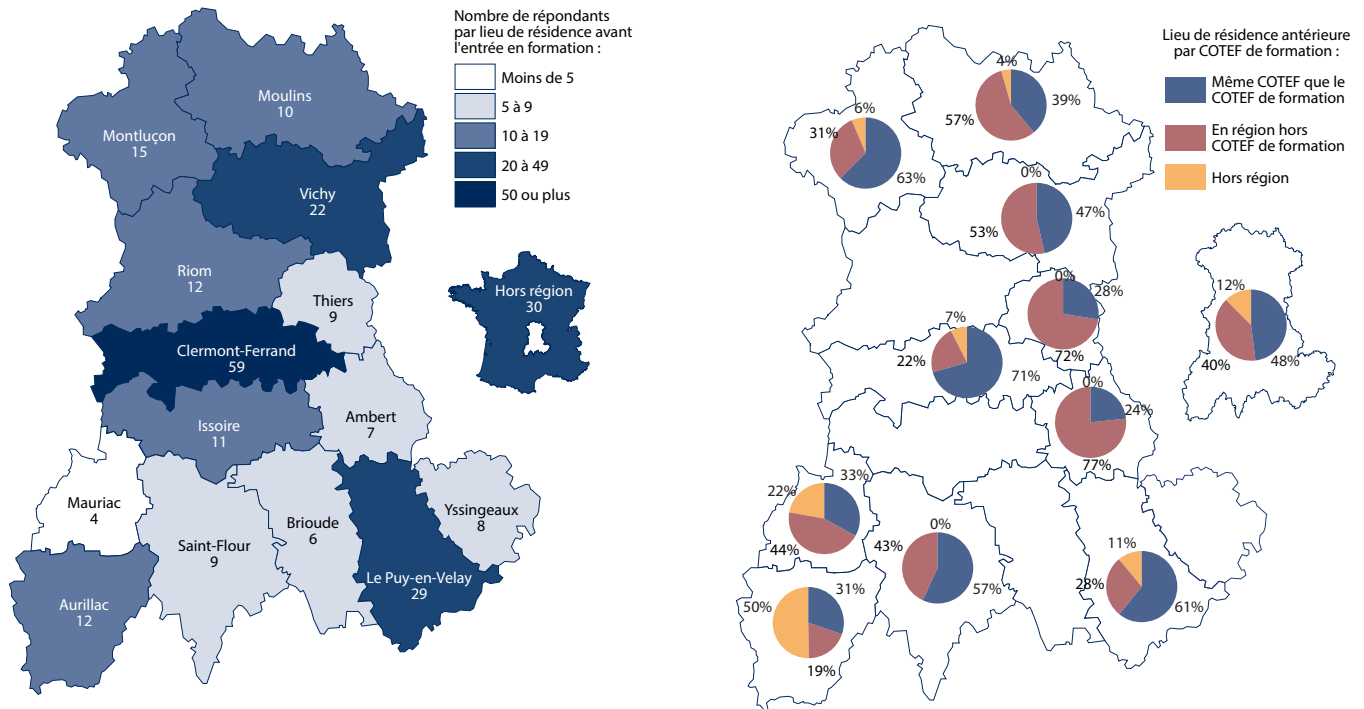 Nombre de répondants
par lieu de résidence avant
l'entrée en formation :
Moins de 5
5 à 9
10 à 19
20 à 49
50 ou plus
Moulins
10
Montluçon
15
Vichy
22
Riom
12
Thiers
9
Hors région
30
Clermont-Ferrand
59
Ambert
7
Issoire
11
Mauriac
4
Saint-Flour
9
Brioude
6
Yssingeaux
8
Le Puy-en-Velay
29
Aurillac
12
Lieu de résidence antérieure
par COTEF de formation :
Même COTEF que le
COTEF de formation
En région hors
COTEF de formation
Hors région
4%
39%
57%
6%
31%
63%
0%
47%
53%
0%
28%
72%
12%
40%
48%
7%
22%
71%
0%
24%
77%
33%
22%
44%
0%
43%
57%
11%
28%
61%
31%
50%
19%